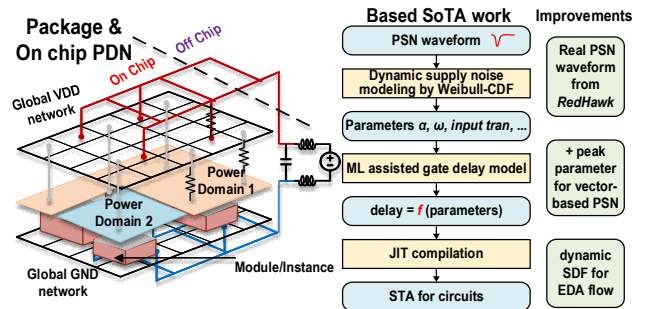 Package &
On chip PDN
Off Chip
On Chip
Global VDD
network
Power
Domain 1
Power
Domain 2
Global GND
network
Module/Instance
Based SoTA work
PSN waveform
Dynamic supply noise
modeling by Weibull-CDF
Parameters α, ω, input tran, ...
ML assisted gate delay model
delay = f (parameters)
JIT compilation
STA for circuits
Improvements
Real PSN
waveform
from
RedHawk
+ peak
parameter
for vector-
based PSN
dynamic
SDF for
EDA flow